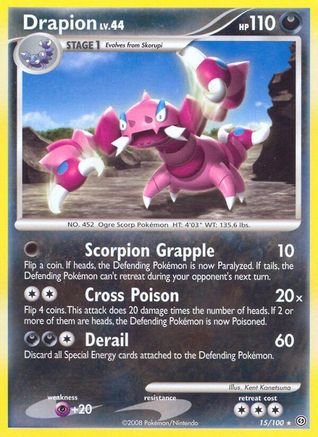 Drapion LV.44 HP 110
STAGE 1 Evolves from Skorupi
NO. 452 Ogre Scorp Pokémon HT: 4'03" WT: 135.6 lbs.
Scorpion Grapple 10
Flip a coin. If heads, the Defending Pokémon is now Paralyzed. If tails, the
Defending Pokémon can't retreat during your opponent's next turn.
Cross Poison 20×
Flip 4 coins. This attack does 20 damage times the number of heads. If 2 or
more of them are heads, the Defending Pokémon is now Poisoned.
Derail 60
Discard all Special Energy cards attached to the Defending Pokémon.
Illus. Kent Kanetsuna
weakness resistance retreat cost
+20
©2008 Pokémon/Nintendo 15/100 ★